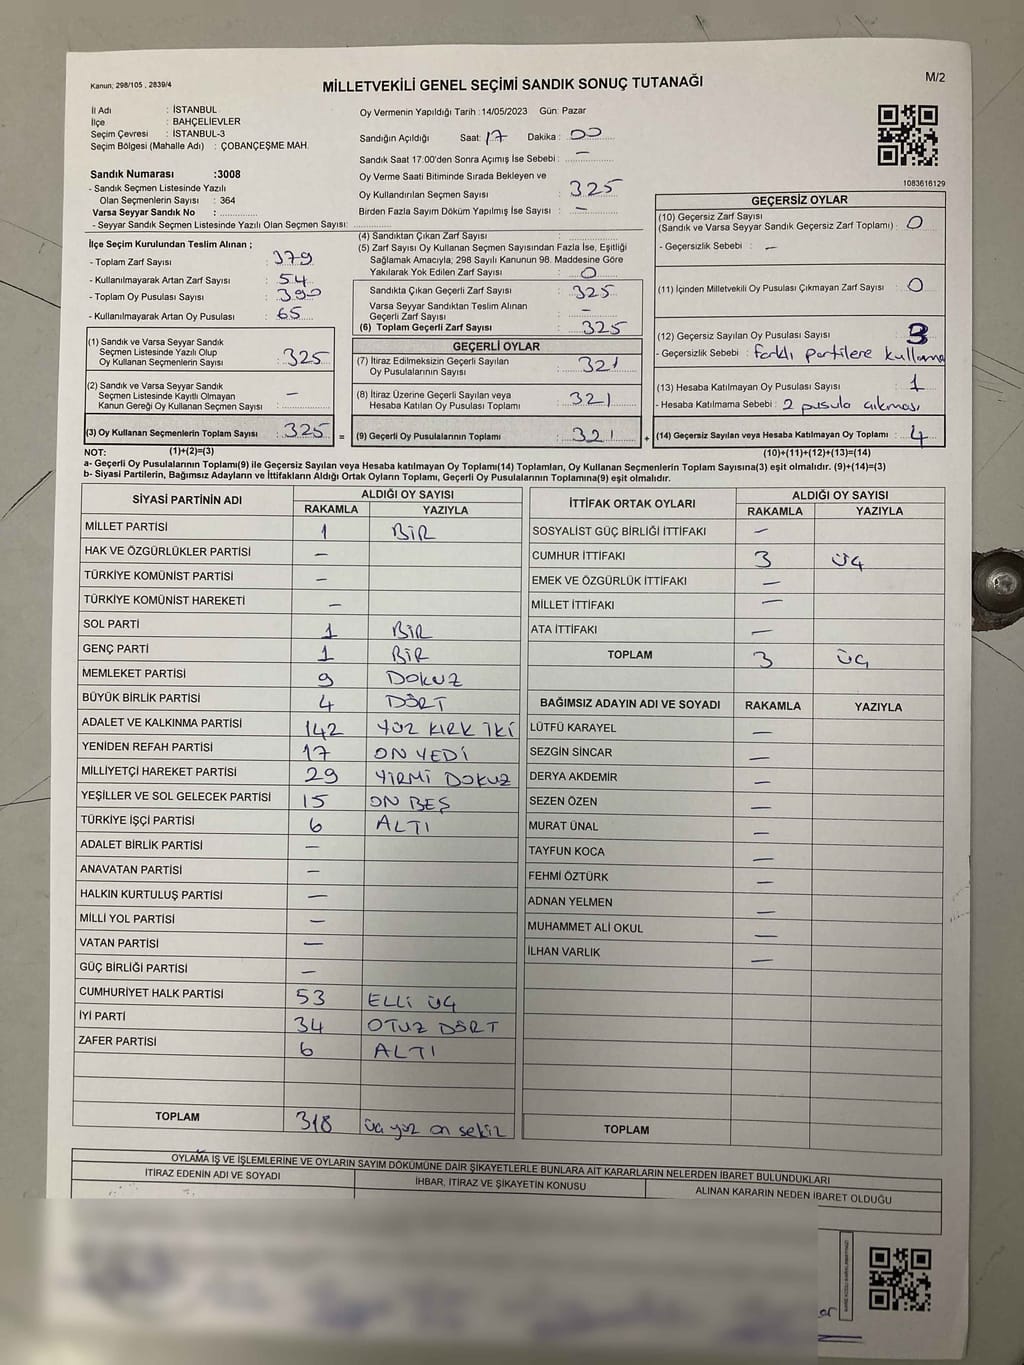 Kanun; 298/105 , 2839/4
MİLLETVEKİLİ GENEL SEÇİMİ SANDIK SONUÇ TUTANAĞI
M/2
İl Adı : İSTANBUL
İlçe : BAHÇELİEVLER
Seçim Çevresi : İSTANBUL-3
Seçim Bölgesi (Mahalle Adı) : ÇOBANÇEŞME MAH.
Sandık Numarası :3008
- Sandık Seçmen Listesinde Yazılı
Olan Seçmenlerin Sayısı : 364
Varsa Seyyar Sandık No :
- Seyyar Sandık Seçmen Listesinde Yazılı Olan Seçmen Sayısı:
İlçe Seçim Kurulundan Teslim Alınan ;
- Toplam Zarf Sayısı : 379
- Kullanılmayarak Artan Zarf Sayısı : 54
- Toplam Oy Pusulası Sayısı : 390
- Kullanılmayarak Artan Oy Pusulası : 65
Oy Vermenin Yapıldığı Tarih :14/05/2023 Gün: Pazar
Sandığın Açıldığı Saat: 17 Dakika : 00
Sandık Saat 17:00'den Sonra Açımış İse Sebebi : —
Oy Verme Saati Bitiminde Sırada Bekleyen ve
Oy Kullandırılan Seçmen Sayısı : 325
Birden Fazla Sayım Döküm Yapılmış İse Sayısı : —
(4) Sandıktan Çıkan Zarf Sayısı :
(5) Zarf Sayısı Oy Kullanan Seçmen Sayısından Fazla İse, Eşitliği
Sağlamak Amacıyla, 298 Sayılı Kanunun 98. Maddesine Göre
Yakılarak Yok Edilen Zarf Sayısı : 0
Sandıkta Çıkan Geçerli Zarf Sayısı : 325
Varsa Seyyar Sandıktan Teslim Alınan
Geçerli Zarf Sayısı : —
(6) Toplam Geçerli Zarf Sayısı : 325
1083616129
GEÇERSİZ OYLAR
(10) Geçersiz Zarf Sayısı
(Sandık ve Varsa Seyyar Sandık Geçersiz Zarf Toplamı) : 0
- Geçersizlik Sebebi : —
(11) İçinden Milletvekili Oy Pusulası Çıkmayan Zarf Sayısı : 0
(12) Geçersiz Sayılan Oy Pusulası Sayısı : 3
- Geçersizlik Sebebi : farklı partilere kullanma
(13) Hesaba Katılmayan Oy Pusulası Sayısı : 1
- Hesaba Katılmama Sebebi : 2 pusula çıkması
(1) Sandık ve Varsa Seyyar Sandık
Seçmen Listesinde Yazılı Olup
Oy Kullanan Seçmenlerin Sayısı : 325
(2) Sandık ve Varsa Seyyar Sandık
Seçmen Listesinde Kayıtlı Olmayan
Kanun Gereği Oy Kullanan Seçmen Sayısı : —
GEÇERLİ OYLAR
(7) İtiraz Edilmeksizin Geçerli Sayılan
Oy Pusulalarının Sayısı : 321
(8) İtiraz Üzerine Geçerli Sayılan veya
Hesaba Katılan Oy Pusulası Toplamı : 321
(3) Oy Kullanan Seçmenlerin Toplam Sayısı : 325 = (9) Geçerli Oy Pusulalarının Toplamı : 321 + (14) Geçersiz Sayılan veya Hesaba Katılmayan Oy Toplamı : 4
NOT: (1)+(2)=(3) (10)+(11)+(12)+(13)=(14)
a- Geçerli Oy Pusulalarının Toplamı(9) ile Geçersiz Sayılan veya Hesaba katılmayan Oy Toplamı(14) Toplamları, Oy Kullanan Seçmenlerin Toplam Sayısına(3) eşit olmalıdır. (9)+(14)=(3)
b- Siyasi Partilerin, Bağımsız Adayların ve İttifakların Aldığı Ortak Oyların Toplamı, Geçerli Oy Pusulalarının Toplamına(9) eşit olmalıdır.
SİYASİ PARTİNİN ADI ALDIĞI OY SAYISI
RAKAMLA YAZIYLA
MİLLET PARTİSİ 1 BİR
HAK VE ÖZGÜRLÜKLER PARTİSİ —
TÜRKİYE KOMÜNİST PARTİSİ —
TÜRKİYE KOMÜNİST HAREKETİ —
SOL PARTİ 1 BİR
GENÇ PARTİ 1 BİR
MEMLEKET PARTİSİ 9 DOKUZ
BÜYÜK BİRLİK PARTİSİ 4 DÖRT
ADALET VE KALKINMA PARTİSİ 142 YÜZ KIRK İKİ
YENİDEN REFAH PARTİSİ 17 ON YEDİ
MİLLİYETÇİ HAREKET PARTİSİ 29 YİRMİ DOKUZ
YEŞİLLER VE SOL GELECEK PARTİSİ 15 ON BEŞ
TÜRKİYE İŞÇİ PARTİSİ 6 ALTI
ADALET BİRLİK PARTİSİ —
ANAVATAN PARTİSİ —
HALKIN KURTULUŞ PARTİSİ —
MİLLİ YOL PARTİSİ —
VATAN PARTİSİ —
GÜÇ BİRLİĞİ PARTİSİ —
CUMHURİYET HALK PARTİSİ 53 ELLİ ÜÇ
İYİ PARTİ 34 OTUZ DÖRT
ZAFER PARTİSİ 6 ALTI
TOPLAM 318 üç yüz on sekiz
İTTİFAK ORTAK OYLARI ALDIĞI OY SAYISI
RAKAMLA YAZIYLA
SOSYALİST GÜÇ BİRLİĞİ İTTİFAKI —
CUMHUR İTTİFAKI 3 ÜÇ
EMEK VE ÖZGÜRLÜK İTTİFAKI —
MİLLET İTTİFAKI —
ATA İTTİFAKI —
TOPLAM 3 ÜÇ
BAĞIMSIZ ADAYIN ADI VE SOYADI RAKAMLA YAZIYLA
LÜTFÜ KARAYEL —
SEZGİN SİNCAR —
DERYA AKDEMİR —
SEZEN ÖZEN —
MURAT ÜNAL —
TAYFUN KOCA —
FEHMİ ÖZTÜRK —
ADNAN YELMEN —
MUHAMMET ALİ OKUL —
İLHAN VARLIK —
TOPLAM
OYLAMA İŞ VE İŞLEMLERİNE VE OYLARIN SAYIM DÖKÜMÜNE DAİR ŞİKAYETLERLE BUNLARA AİT KARARLARIN NELERDEN İBARET BULUNDUKLARI
İTİRAZ EDENİN ADI VE SOYADI İHBAR, İTİRAZ VE ŞİKAYETİN KONUSU ALINAN KARARIN NEDEN İBARET OLDUĞU